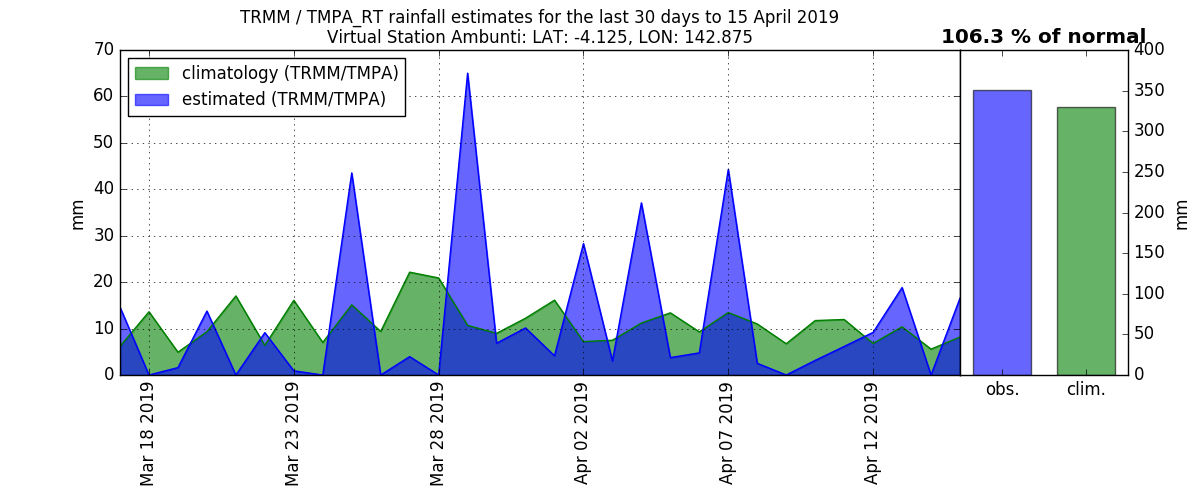 TRMM / TMPA_RT rainfall estimates for the last 30 days to 15 April 2019
Virtual Station Ambunti: LAT: -4.125, LON: 142.875
106.3 % of normal
climatology (TRMM/TMPA)
estimated (TRMM/TMPA)
mm
70
60
50
40
30
20
10
0
Mar 18 2019
Mar 23 2019
Mar 28 2019
Apr 02 2019
Apr 07 2019
Apr 12 2019
obs.
clim.
400
350
300
250
200
150
100
50
0
mm